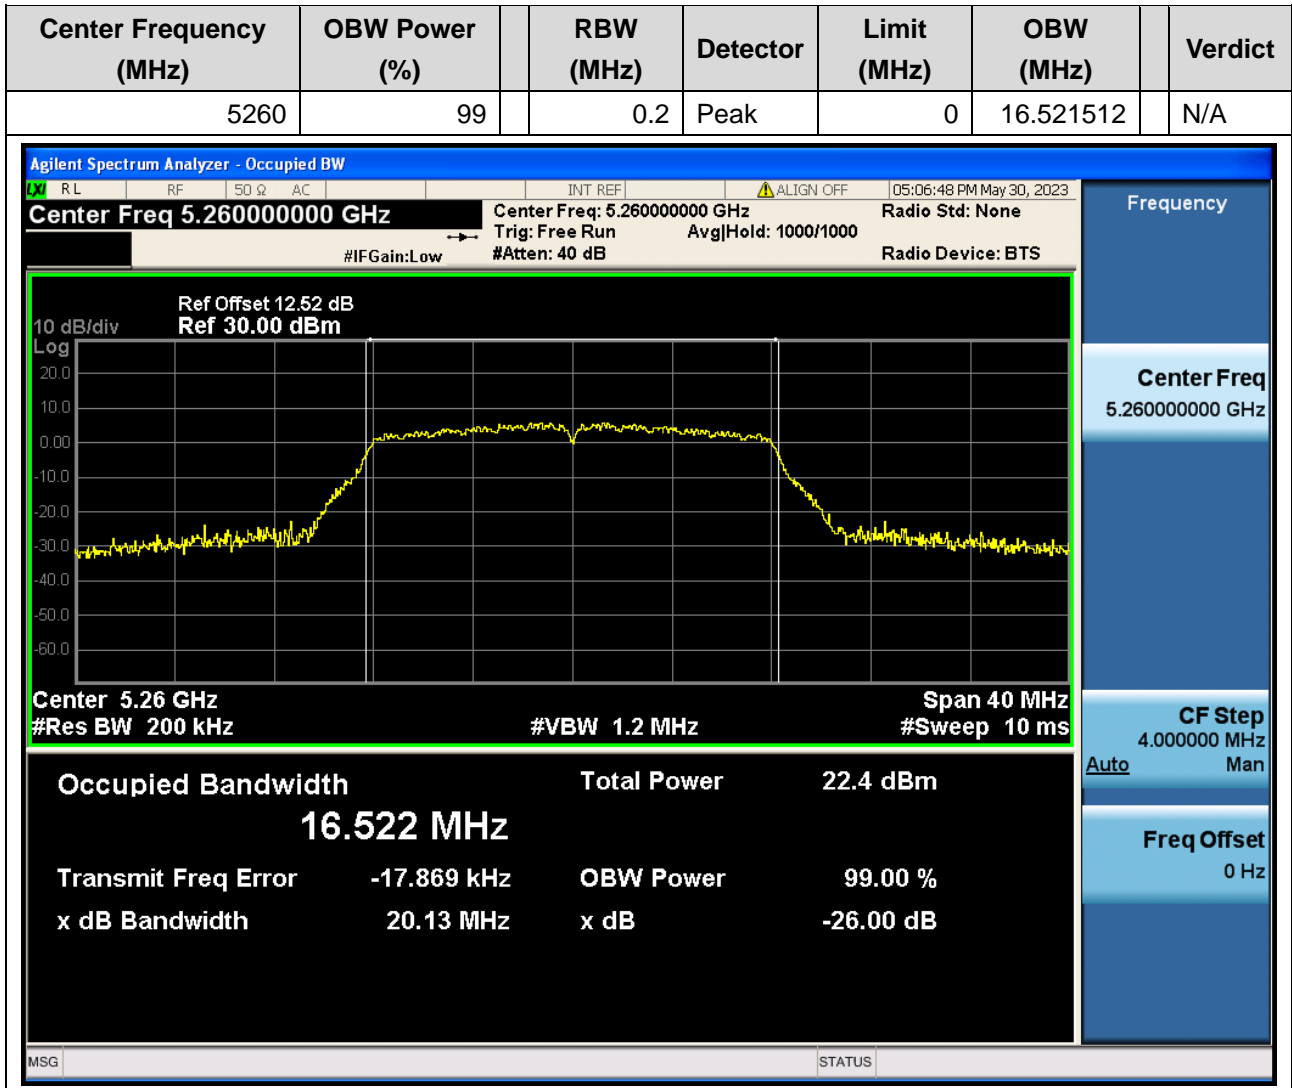 Center Frequency (MHz) OBW Power (%) RBW (MHz) Detector Limit (MHz) OBW (MHz) Verdict
5260 99 0.2 Peak 0 16.521512 N/A
Agilent Spectrum Analyzer - Occupied BW
LXI RL RF 50 Ω AC INT REF ALIGN OFF 05:06:48 PM May 30, 2023
Center Freq 5.260000000 GHz
Center Freq: 5.260000000 GHz
Radio Std: None
Trig: Free Run Avg|Hold: 1000/1000
#IFGain:Low #Atten: 40 dB Radio Device: BTS
Ref Offset 12.52 dB
10 dB/div Ref 30.00 dBm
Log
20.0
10.0
0.00
-10.0
-20.0
-30.0
-40.0
-50.0
-60.0
Center 5.26 GHz Span 40 MHz
#Res BW 200 kHz #VBW 1.2 MHz #Sweep 10 ms
Occupied Bandwidth Total Power 22.4 dBm
16.522 MHz
Transmit Freq Error -17.869 kHz OBW Power 99.00 %
x dB Bandwidth 20.13 MHz x dB -26.00 dB
MSG STATUS
Frequency
Center Freq
5.260000000 GHz
CF Step
4.000000 MHz
Auto Man
Freq Offset
0 Hz